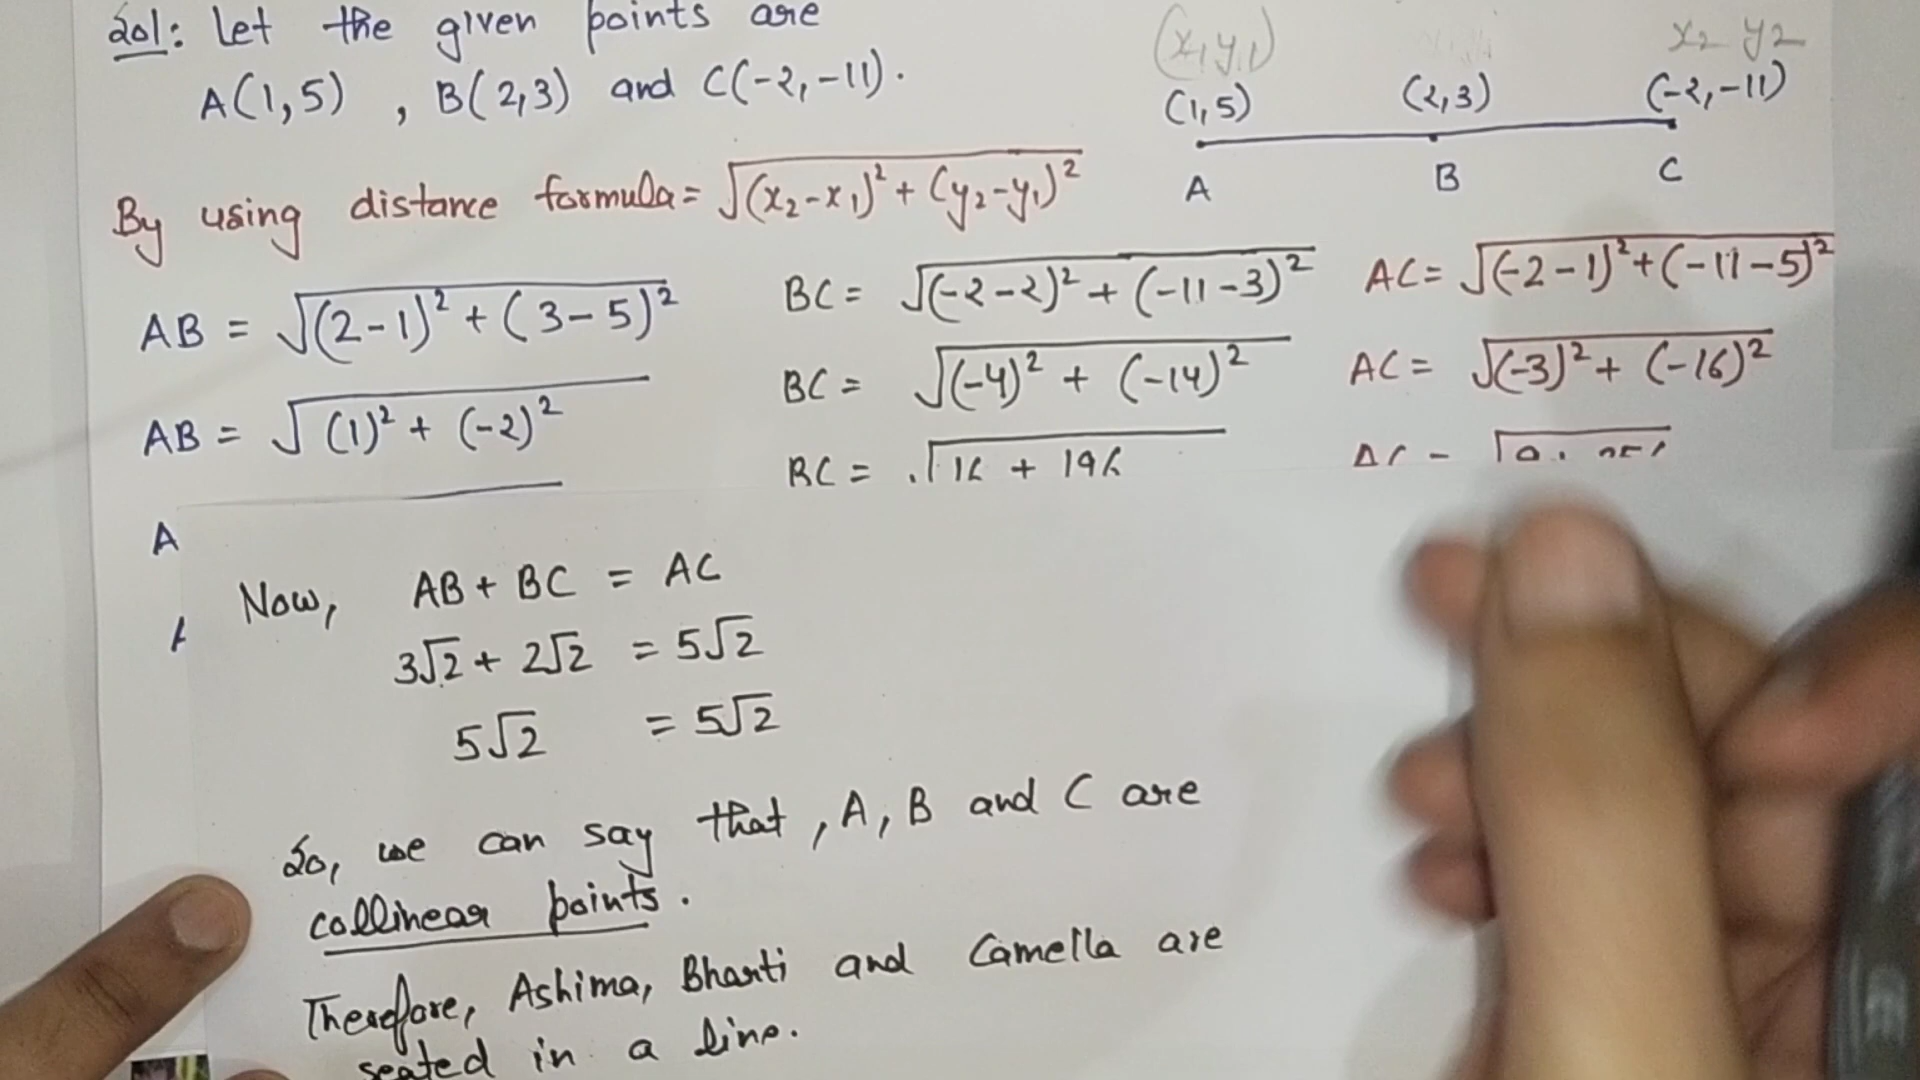 Sol: Let the given points are
A(1,5) , B(2,3) and C(-2,-11).
(x₁y₁) x₂ y₂
(1,5) (2,3) (-2,-11)
A B C
By using distance formula = √(x₂-x₁)² + (y₂-y₁)²
AB = √(2-1)² + (3-5)²
AB = √(1)² + (-2)²
A
BC = √(-2-2)² + (-11-3)²
BC = √(-4)² + (-14)²
BC = √16 + 196
AC = √(-2-1)² + (-11-5)²
AC = √(-3)² + (-16)²
Now, AB + BC = AC
3√2 + 2√2 = 5√2
5√2 = 5√2
So, we can say that, A, B and C are
collinear points.
Therefore, Ashima, Bharti and Camella are
seated in a line.